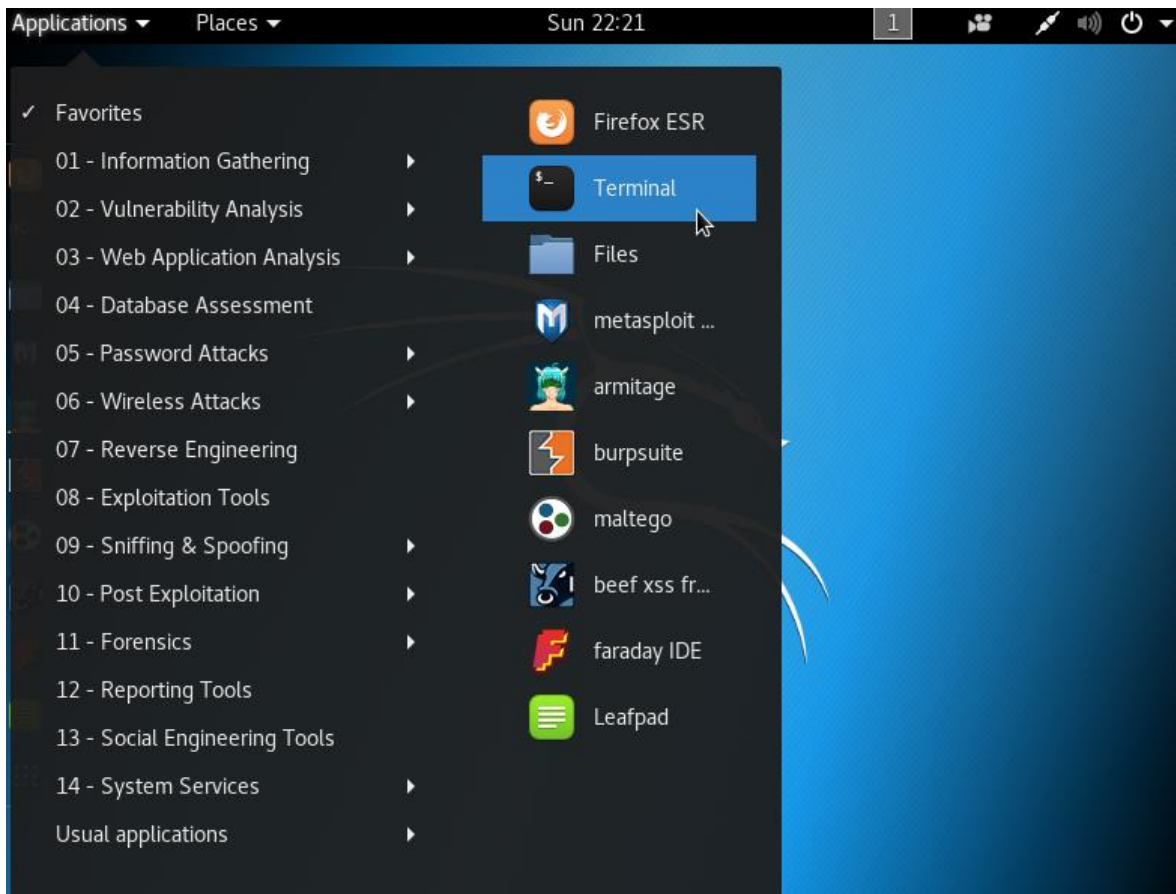 Applications Places Sun 22:21 1
Favorites
01 - Information Gathering
02 - Vulnerability Analysis
03 - Web Application Analysis
04 - Database Assessment
05 - Password Attacks
06 - Wireless Attacks
07 - Reverse Engineering
08 - Exploitation Tools
09 - Sniffing & Spoofing
10 - Post Exploitation
11 - Forensics
12 - Reporting Tools
13 - Social Engineering Tools
14 - System Services
Usual applications
Firefox ESR
$_
Terminal
Files
metasploit ...
armitage
burpsuite
maltego
beef xss fr...
faraday IDE
Leafpad